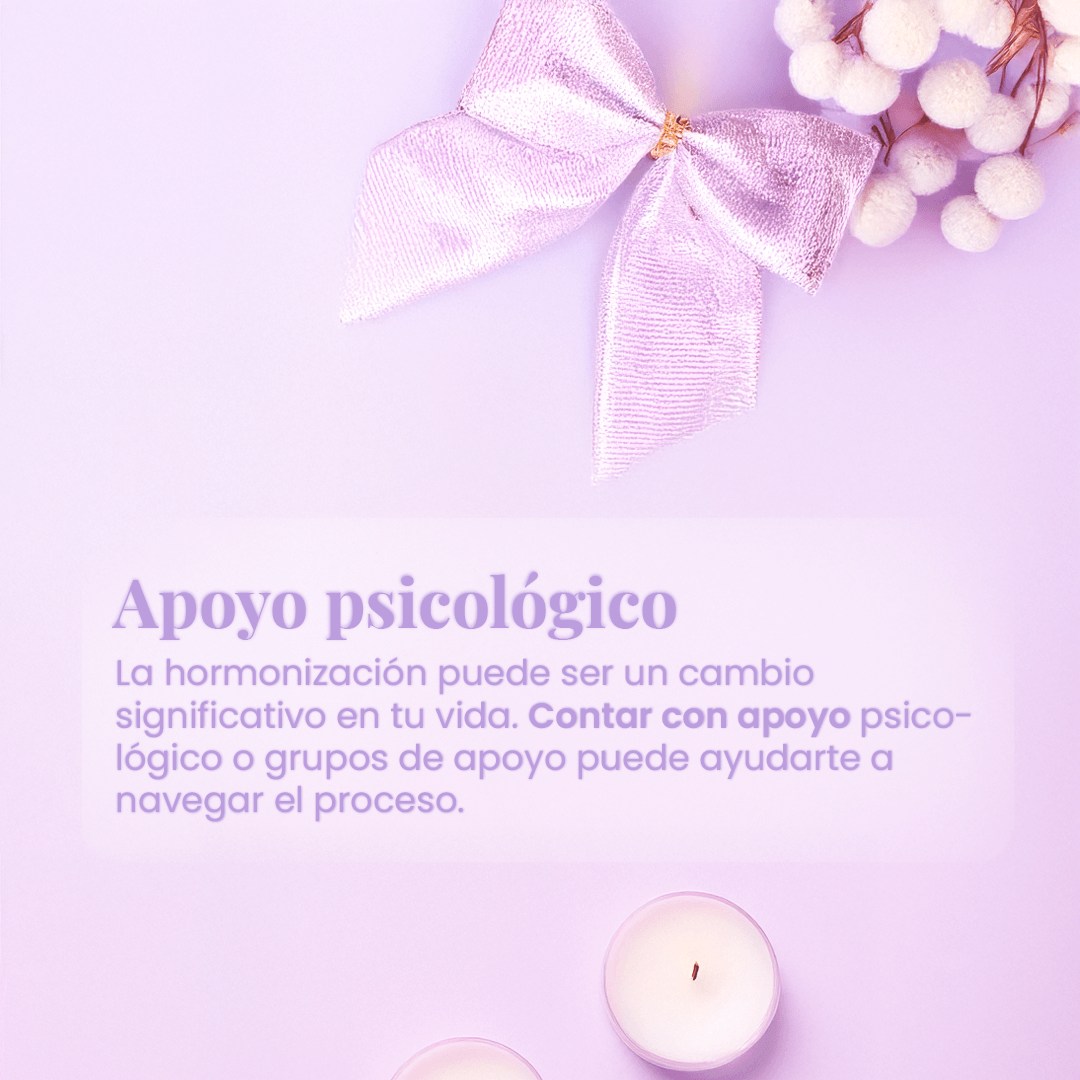 Apoyo psicológico
La hormonización puede ser un cambio
significativo en tu vida. Contar con apoyo psico-
lógico o grupos de apoyo puede ayudarte a
navegar el proceso.